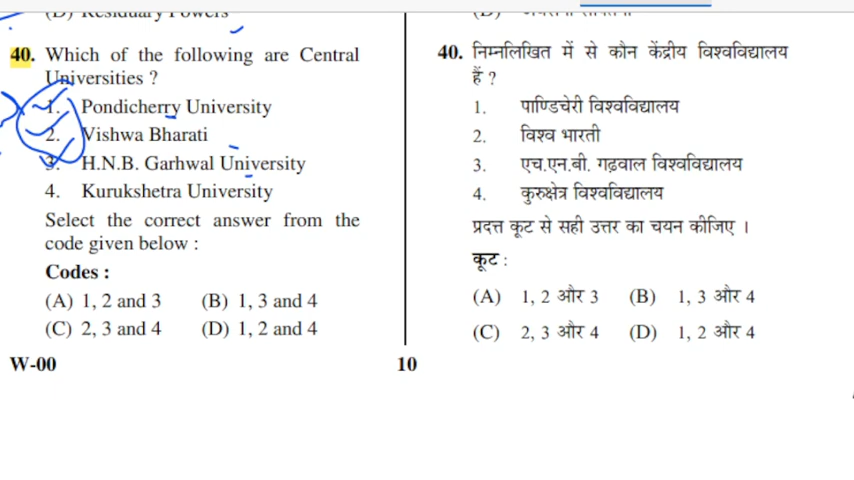 (D) Residuary Powers
40. Which of the following are Central
Universities ?
1. Pondicherry University
2. Vishwa Bharati
3. H.N.B. Garhwal University
4. Kurukshetra University
Select the correct answer from the
code given below :
Codes :
(A) 1, 2 and 3 (B) 1, 3 and 4
(C) 2, 3 and 4 (D) 1, 2 and 4
W-00
10
(D)
40. निम्नलिखित में से कौन केंद्रीय विश्वविद्यालय
हैं ?
1. पाण्डिचेरी विश्वविद्यालय
2. विश्व भारती
3. एच.एन.बी. गढ़वाल विश्वविद्यालय
4. कुरुक्षेत्र विश्वविद्यालय
प्रदत्त कूट से सही उत्तर का चयन कीजिए ।
कूट :
(A) 1, 2 और 3 (B) 1, 3 और 4
(C) 2, 3 और 4 (D) 1, 2 और 4